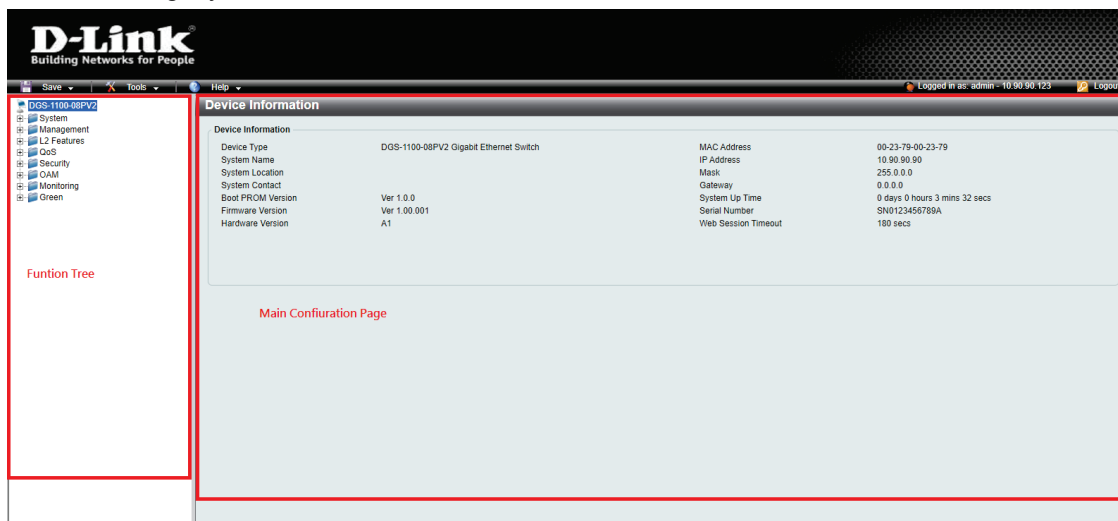 D-Link®
Building Networks for People
Save Tools Help Logged in as: admin - 10.90.90.123
DGS-1100-08PV2
System
Management
L2 Features
QoS
Security
OAM
Monitoring
Green
Funtion Tree
Device Information
Device Information
Device Type DGS-1100-08PV2 Gigabit Ethernet Switch MAC Address 00-23-79-00-23-79
System Name IP Address 10.90.90.90
System Location Mask 255.0.0.0
System Contact Gateway 0.0.0.0
Boot PROM Version Ver 1.0.0 System Up Time 0 days 0 hours 3 mins 32 secs
Firmware Version Ver 1.00.001 Serial Number SN0123456789A
Hardware Version A1 Web Session Timeout 180 secs
Main Confiuration Page